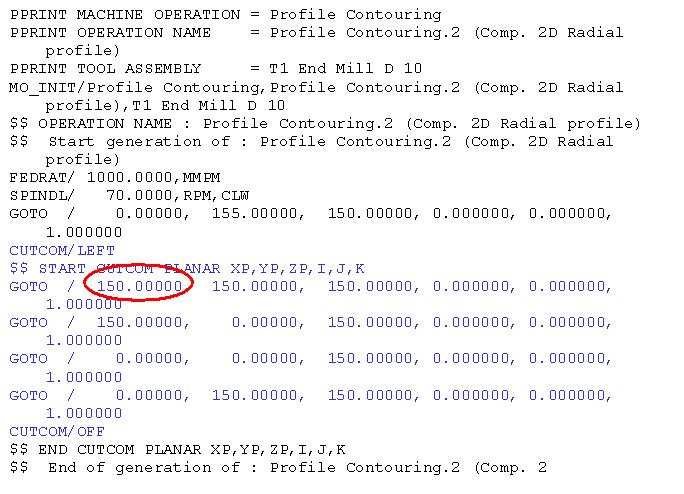 PPRINT MACHINE OPERATION = Profile Contouring
PPRINT OPERATION NAME    = Profile Contouring.2 (Comp. 2D Radial
    profile)
PPRINT TOOL ASSEMBLY     = T1 End Mill D 10
MO_INIT/Profile Contouring,Profile Contouring.2 (Comp. 2D Radial
    profile),T1 End Mill D 10
$$ OPERATION NAME : Profile Contouring.2 (Comp. 2D Radial profile)
$$  Start generation of : Profile Contouring.2 (Comp. 2D Radial
    profile)
FEDRAT/ 1000.0000,MMPM
SPINDL/   70.0000,RPM,CLW
GOTO  /    0.00000,  155.00000,  150.00000, 0.000000, 0.000000,
    1.000000
CUTCOM/LEFT
$$ START CUTCOM PLANAR XP,YP,ZP,I,J,K
GOTO  /  150.00000,  150.00000,  150.00000, 0.000000, 0.000000,
    1.000000
GOTO  /  150.00000,    0.00000,  150.00000, 0.000000, 0.000000,
    1.000000
GOTO  /    0.00000,    0.00000,  150.00000, 0.000000, 0.000000,
    1.000000
GOTO  /    0.00000,  150.00000,  150.00000, 0.000000, 0.000000,
    1.000000
CUTCOM/OFF
$$ END CUTCOM PLANAR XP,YP,ZP,I,J,K
$$  End of generation of : Profile Contouring.2 (Comp. 2